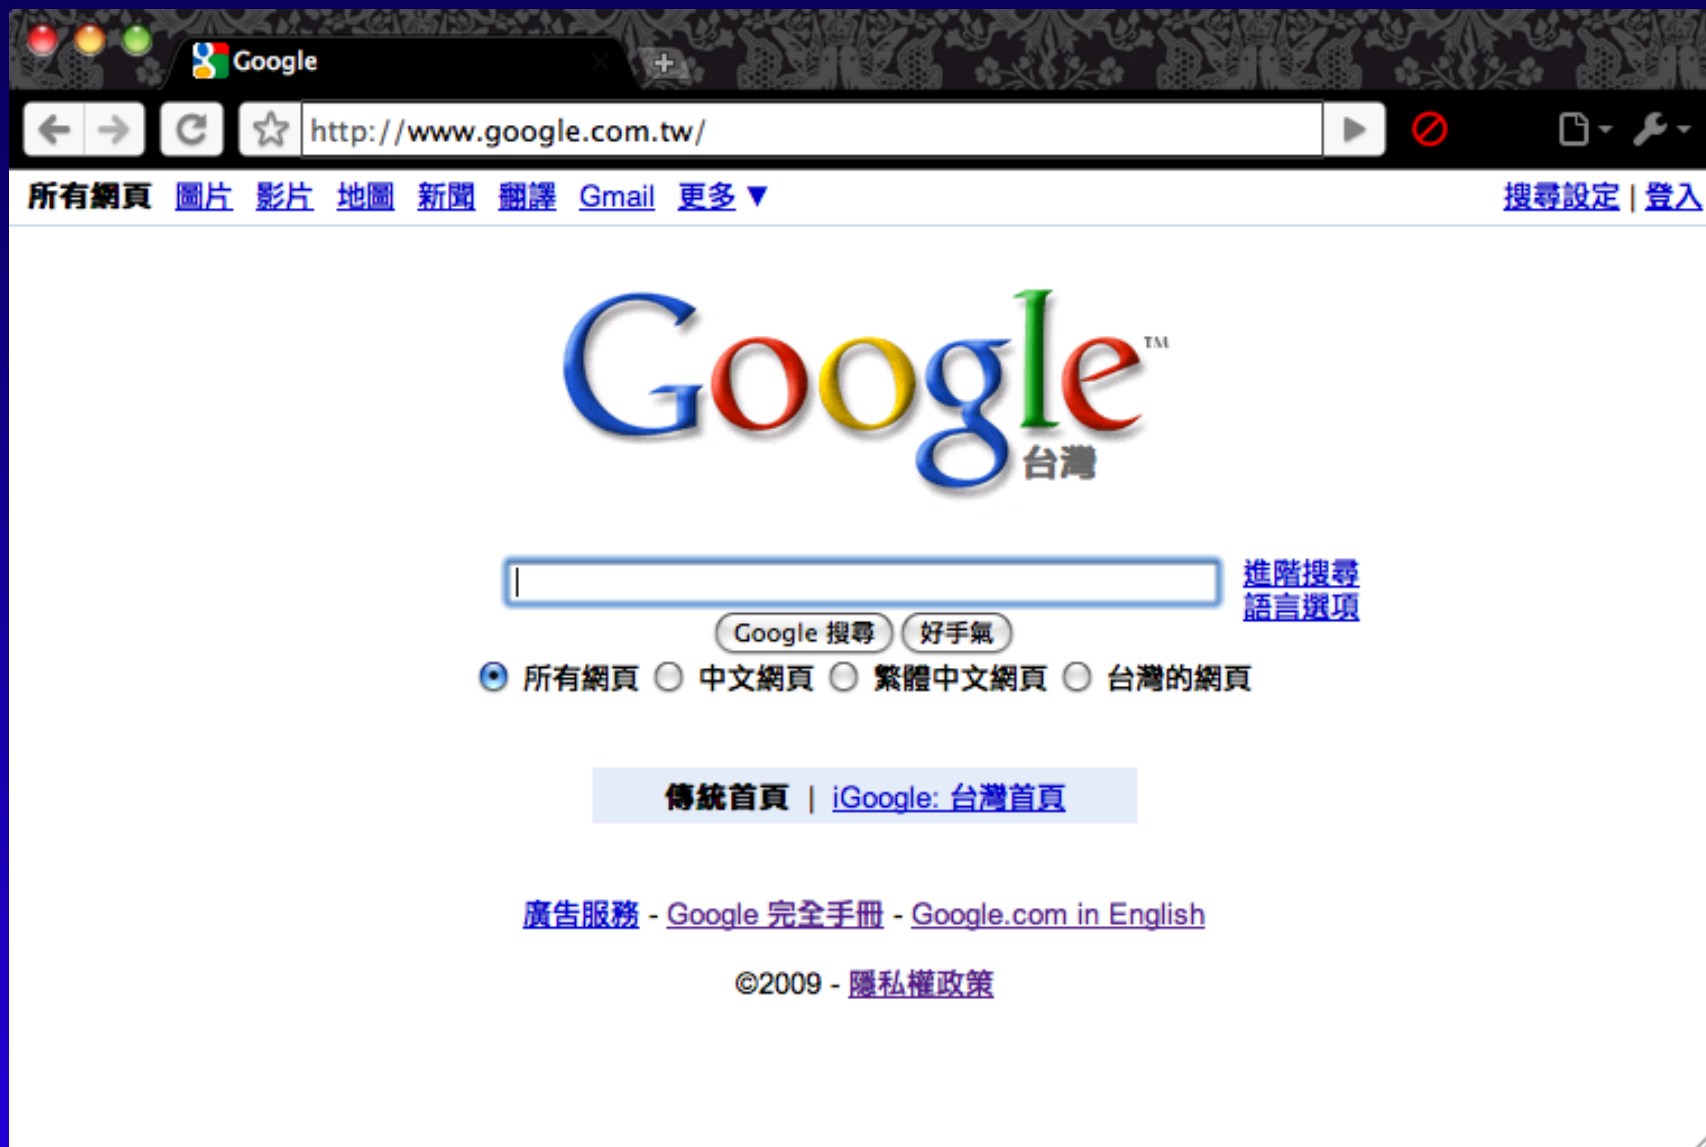 Google
http://www.google.com.tw/
所有網頁 圖片 影片 地圖 新聞 翻譯 Gmail 更多 ▼ 搜尋設定 | 登入
Google™
台灣
進階搜尋
語言選項
Google 搜尋 好手氣
所有網頁 中文網頁 繁體中文網頁 台灣的網頁
傳統首頁 | iGoogle: 台灣首頁
廣告服務 - Google 完全手冊 - Google.com in English
©2009 - 隱私權政策